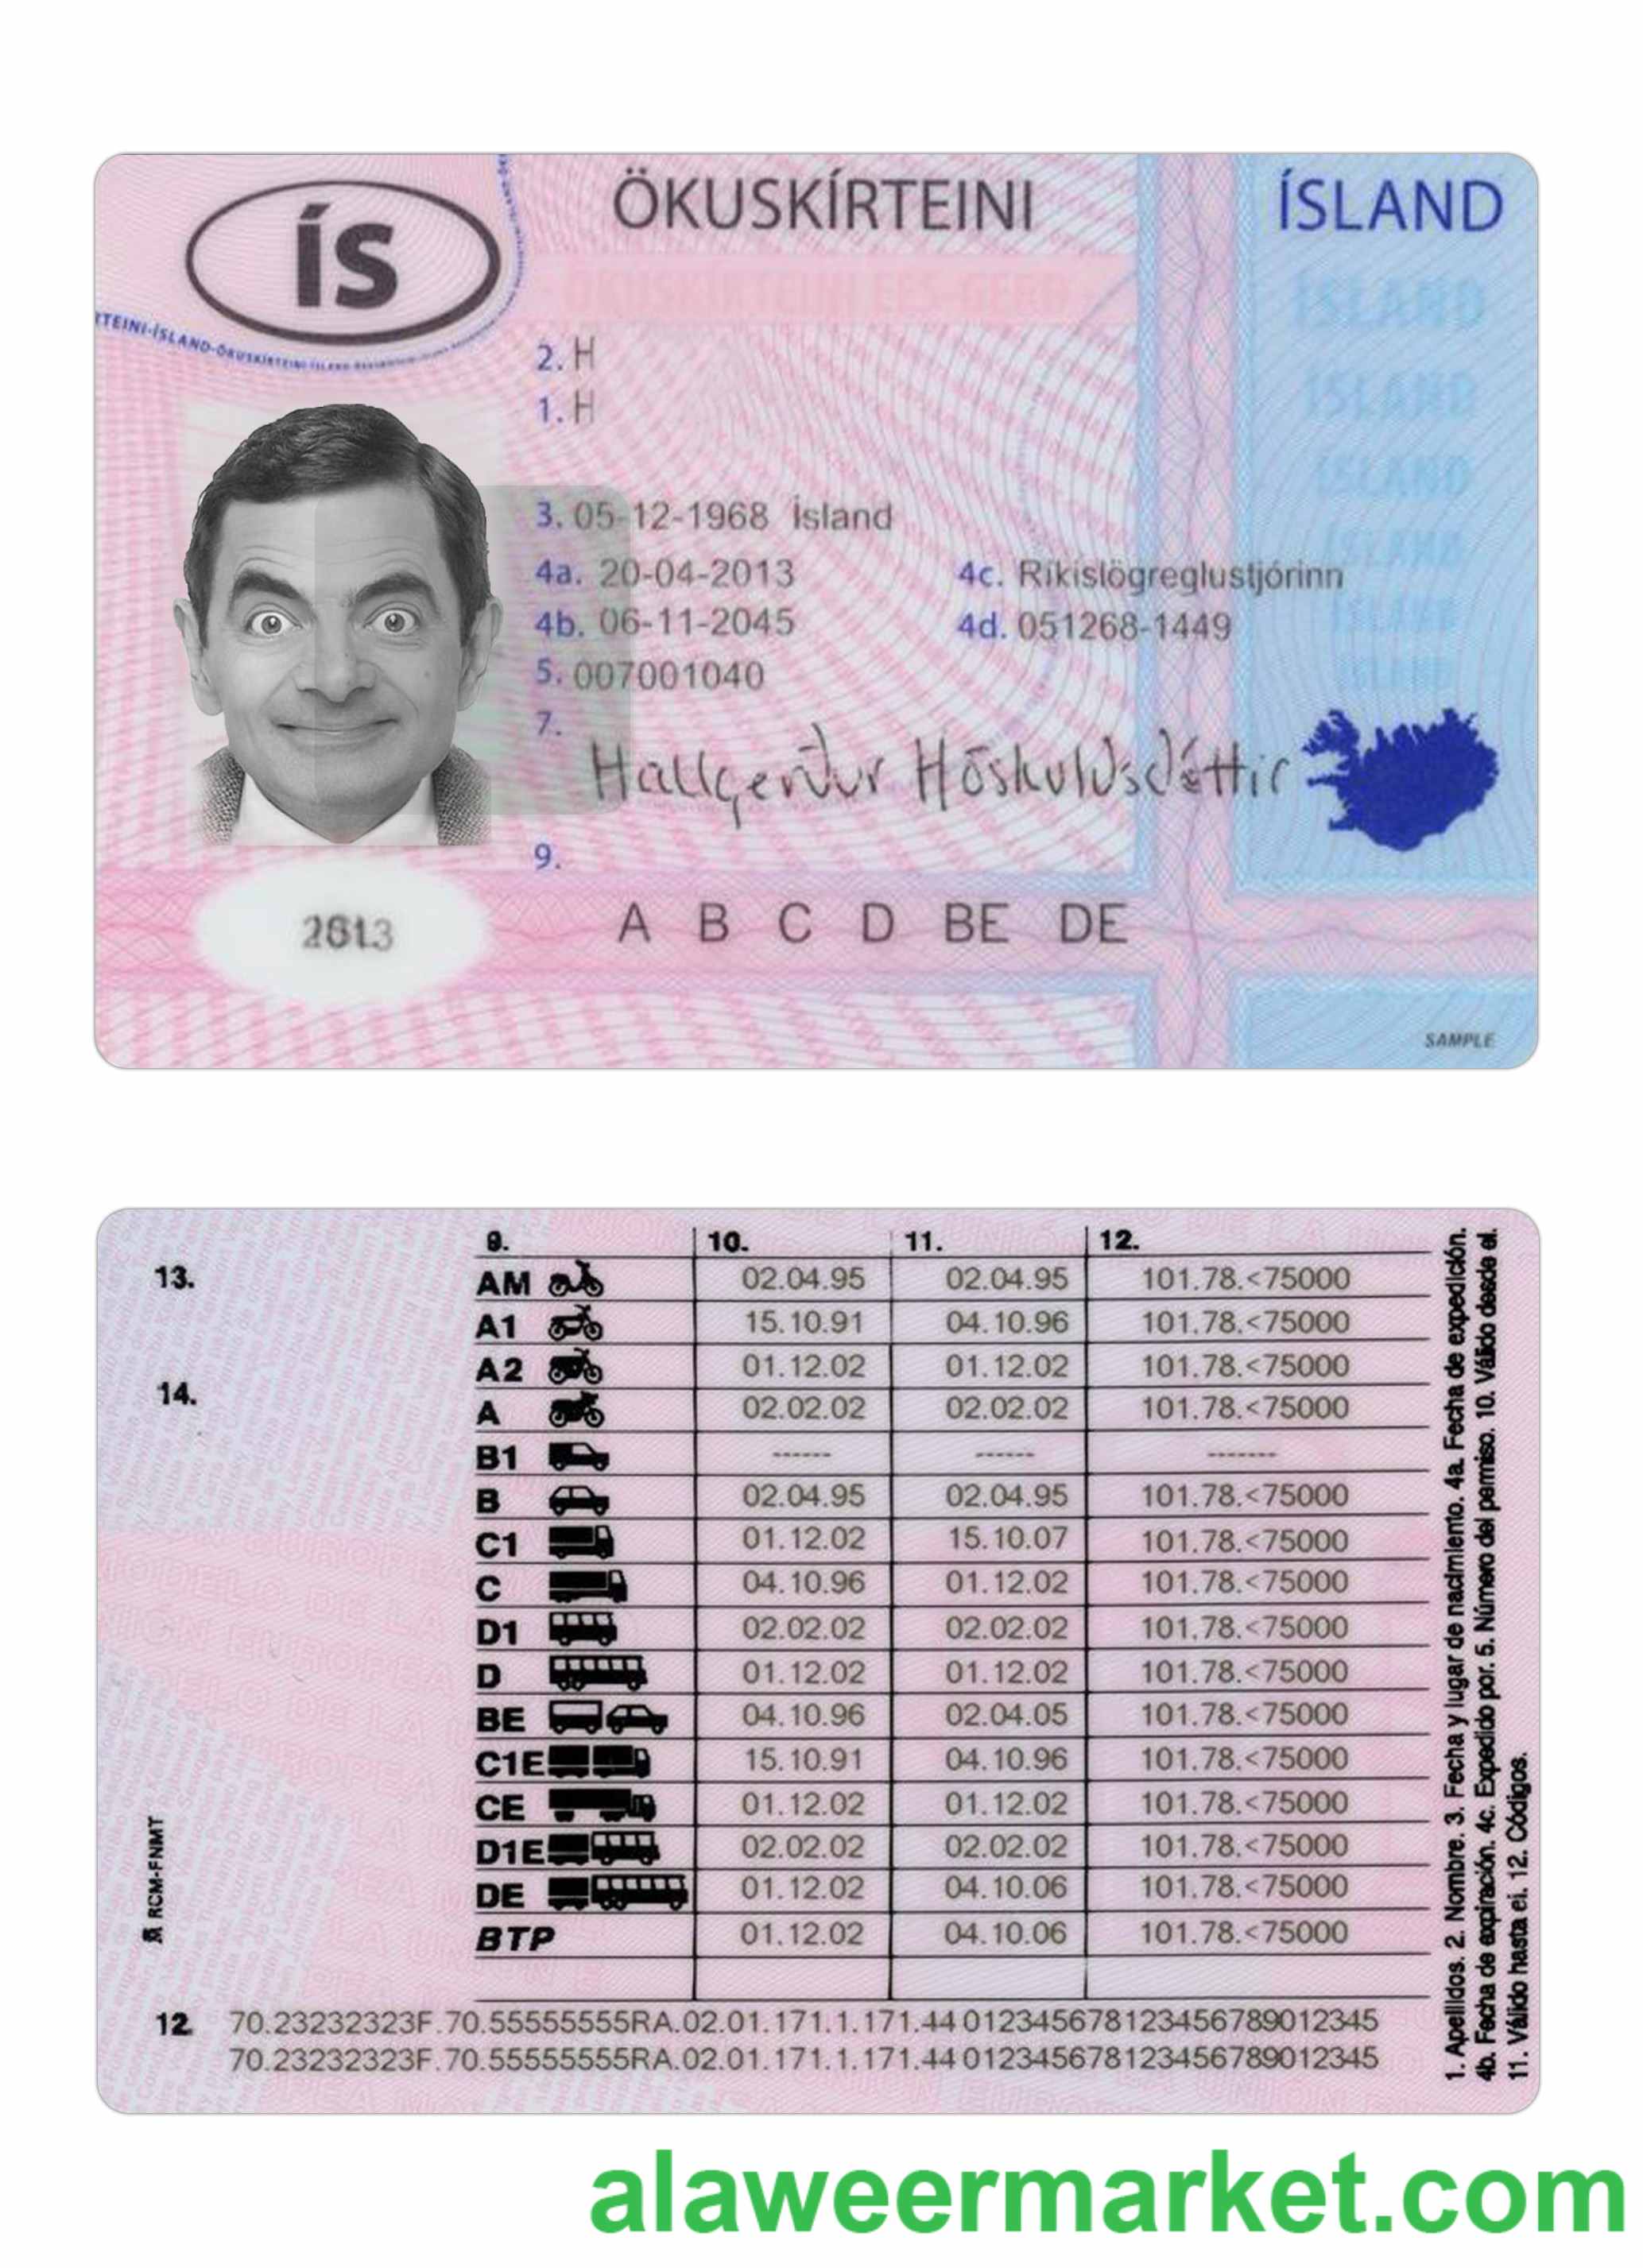 ÍS
ÖKUSKÍRTEINI
ÍSLAND
ÖKUSKÍRTEINI EES-GERÐ
ÍSLAND
ÍSLAND
ÍSLAND
ÍSLAND
ÍSLAND
ÍSLAND
TEINI-ÍSLAND-ÖKUSKÍRTEINI-ÍSLAND
2. H
1. H
3. 05-12-1968 Ísland
4a. 20-04-2013 4c. Ríkislögreglustjórinn
4b. 06-11-2045 4d. 051268-1449
5. 007001040
7. Hallgerður Höskuldsdóttir
9.
A B C D BE DE
SAMPLE
9. 10. 11. 12.
13.
AM 02.04.95 02.04.95 101.78.<75000
A1 15.10.91 04.10.96 101.78.<75000
A2 01.12.02 01.12.02 101.78.<75000
14.
A 02.02.02 02.02.02 101.78.<75000
B1 ------ ------ -------
B 02.04.95 02.04.95 101.78.<75000
C1 01.12.02 15.10.07 101.78.<75000
C 04.10.96 01.12.02 101.78.<75000
D1 02.02.02 02.02.02 101.78.<75000
D 01.12.02 01.12.02 101.78.<75000
BE 04.10.96 02.04.05 101.78.<75000
C1E 15.10.91 04.10.96 101.78.<75000
CE 01.12.02 01.12.02 101.78.<75000
D1E 02.02.02 02.02.02 101.78.<75000
DE 01.12.02 04.10.06 101.78.<75000
BTP 01.12.02 04.10.06 101.78.<75000
RCM-FNMT
12. 70.23232323F.70.55555555RA.02.01.171.1.171.44 012345678123456789012345
70.23232323F.70.55555555RA.02.01.171.1.171.44 012345678123456789012345
1. Apellidos. 2. Nombre. 3. Fecha y lugar de nacimiento. 4a. Fecha de expedición.
4b. Fecha de expiración. 4c. Expedido por. 5. Número del permiso. 10. Válido desde el.
11. Válido hasta el. 12. Códigos.
alaweermarket.com